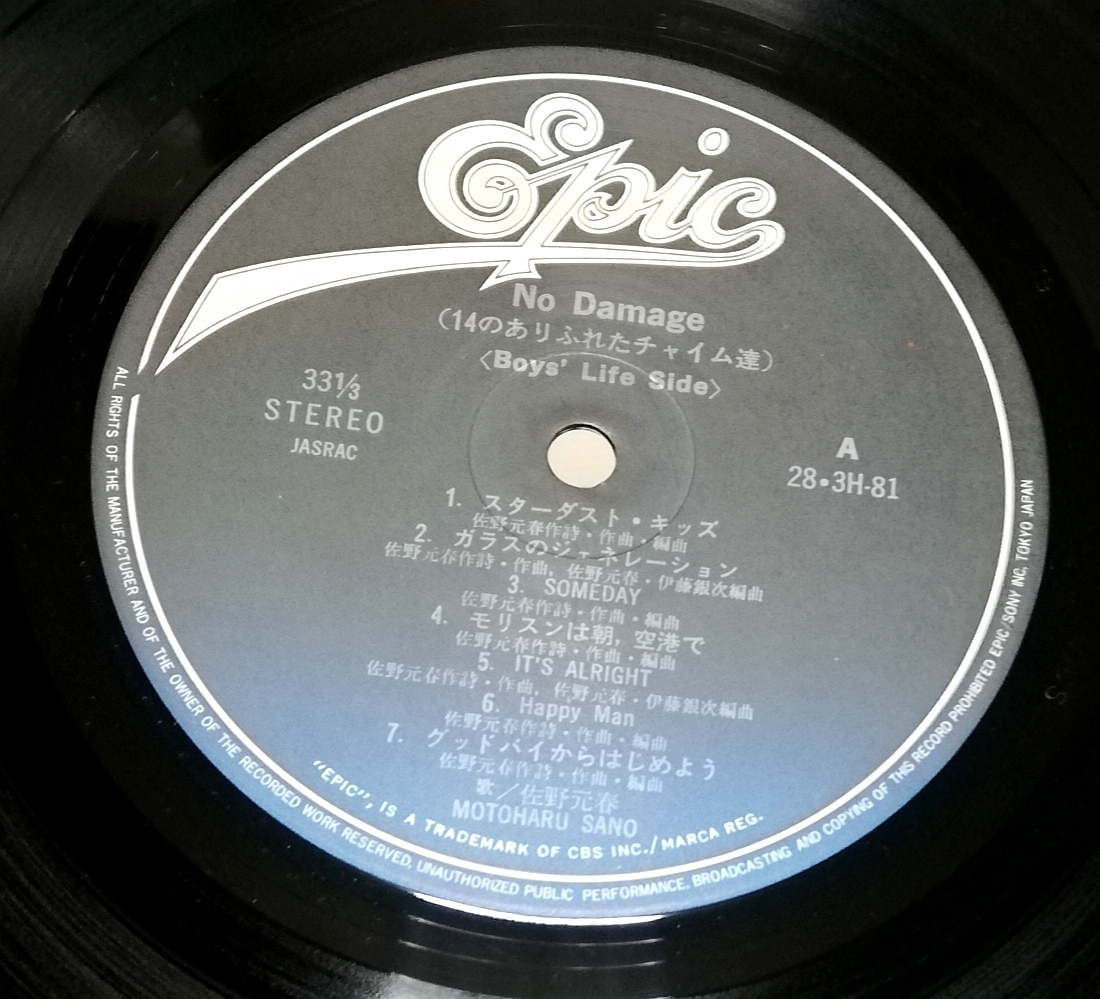 Epic
No Damage
(14のありふれたチャイム達)
〈Boys' Life Side〉
33⅓
STEREO
JASRAC
A
28•3H-81
1. スターダスト・キッズ
佐野元春作詩・作曲・編曲
2. ガラスのジェネレーション
佐野元春作詩・作曲, 佐野元春・伊藤銀次編曲
3. SOMEDAY
佐野元春作詩・作曲・編曲
4. モリスンは朝, 空港で
佐野元春作詩・作曲・編曲
5. IT'S ALRIGHT
佐野元春作詩・作曲, 佐野元春・伊藤銀次編曲
6. Happy Man
佐野元春作詩・作曲・編曲
7. グッドバイからはじめよう
佐野元春作詩・作曲・編曲
歌／佐野元春
MOTOHARU SANO
"EPIC", IS A TRADEMARK OF CBS INC./MARCA REG.
ALL RIGHTS OF THE MANUFACTURER AND OF THE OWNER OF THE RECORDED WORK RESERVED, UNAUTHORIZED PUBLIC PERFORMANCE. BROADCASTING AND COPYING OF THIS RECORD PROHIBITED EPIC/SONY INC. TOKYO JAPAN